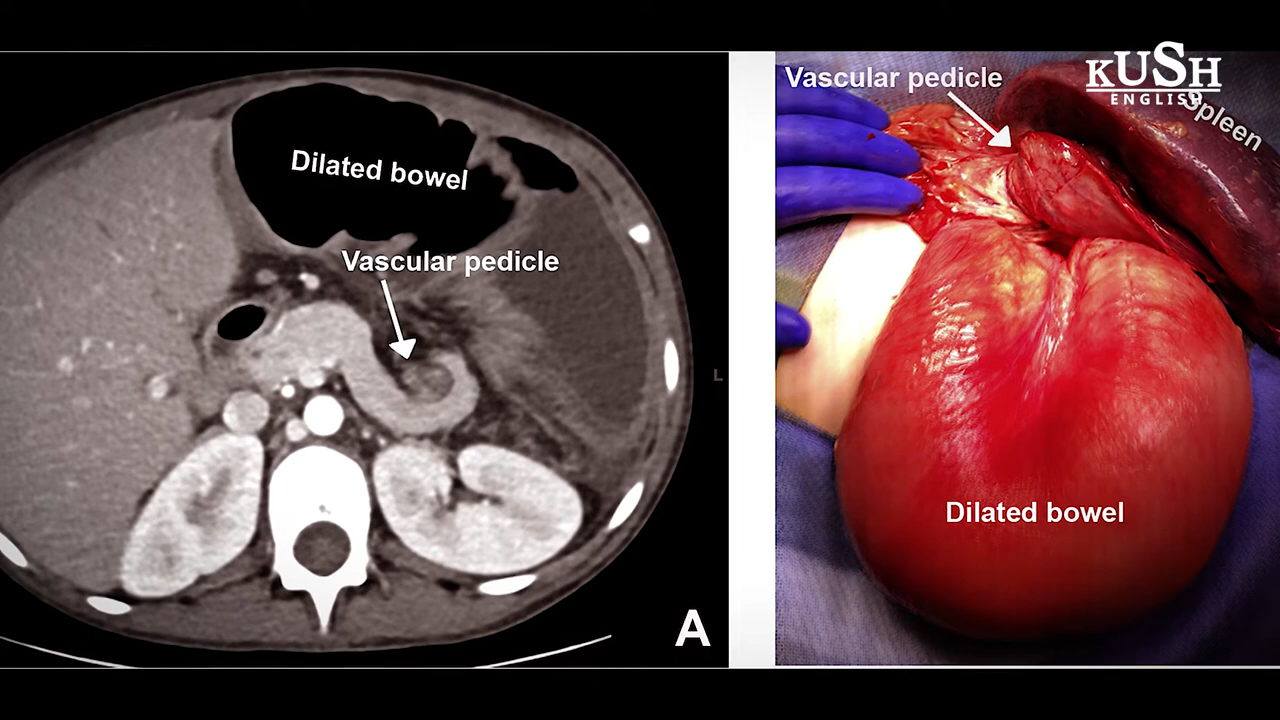 Dilated bowel
Vascular pedicle
L
A
Vascular pedicle
KUSH
ENGLISH
Spleen
Dilated bowel